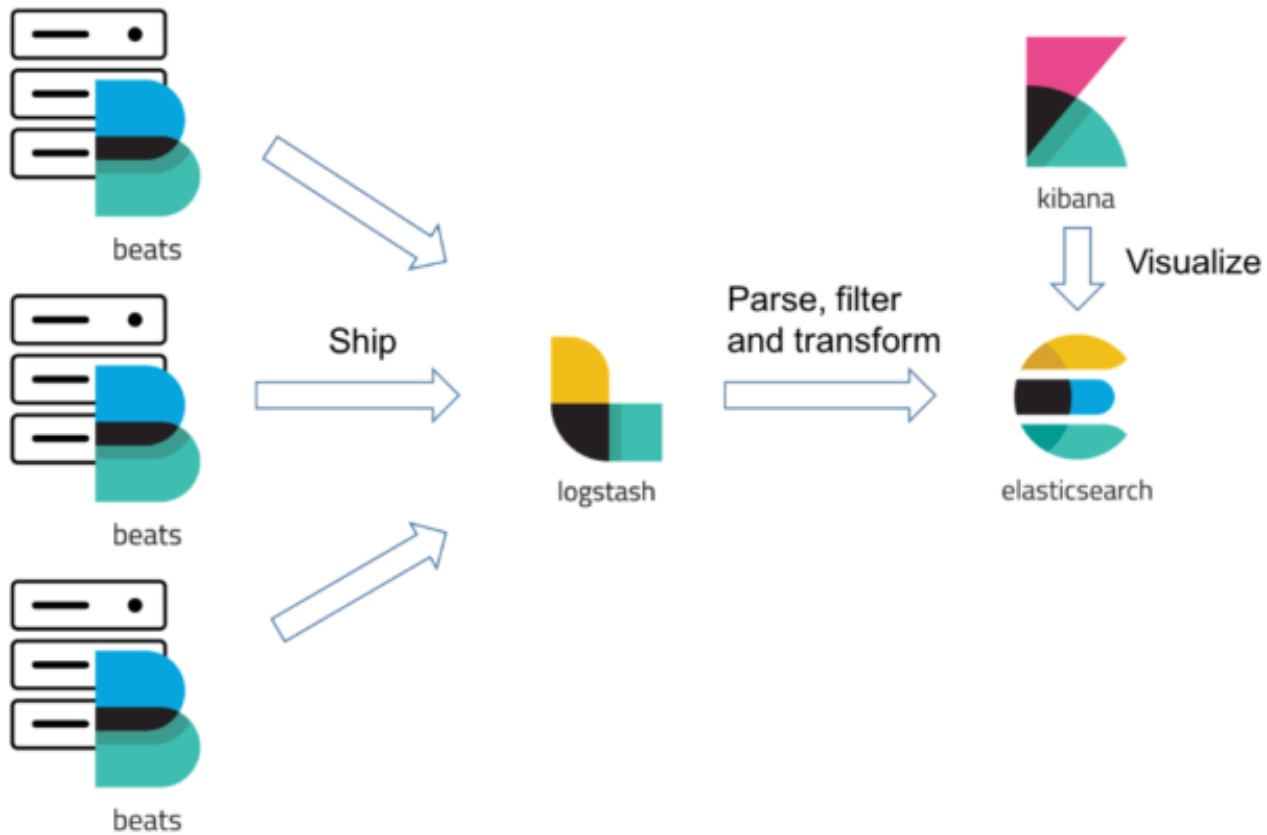 beats
beats
beats
Ship
logstash
Parse, filter
and transform
kibana
Visualize
elasticsearch